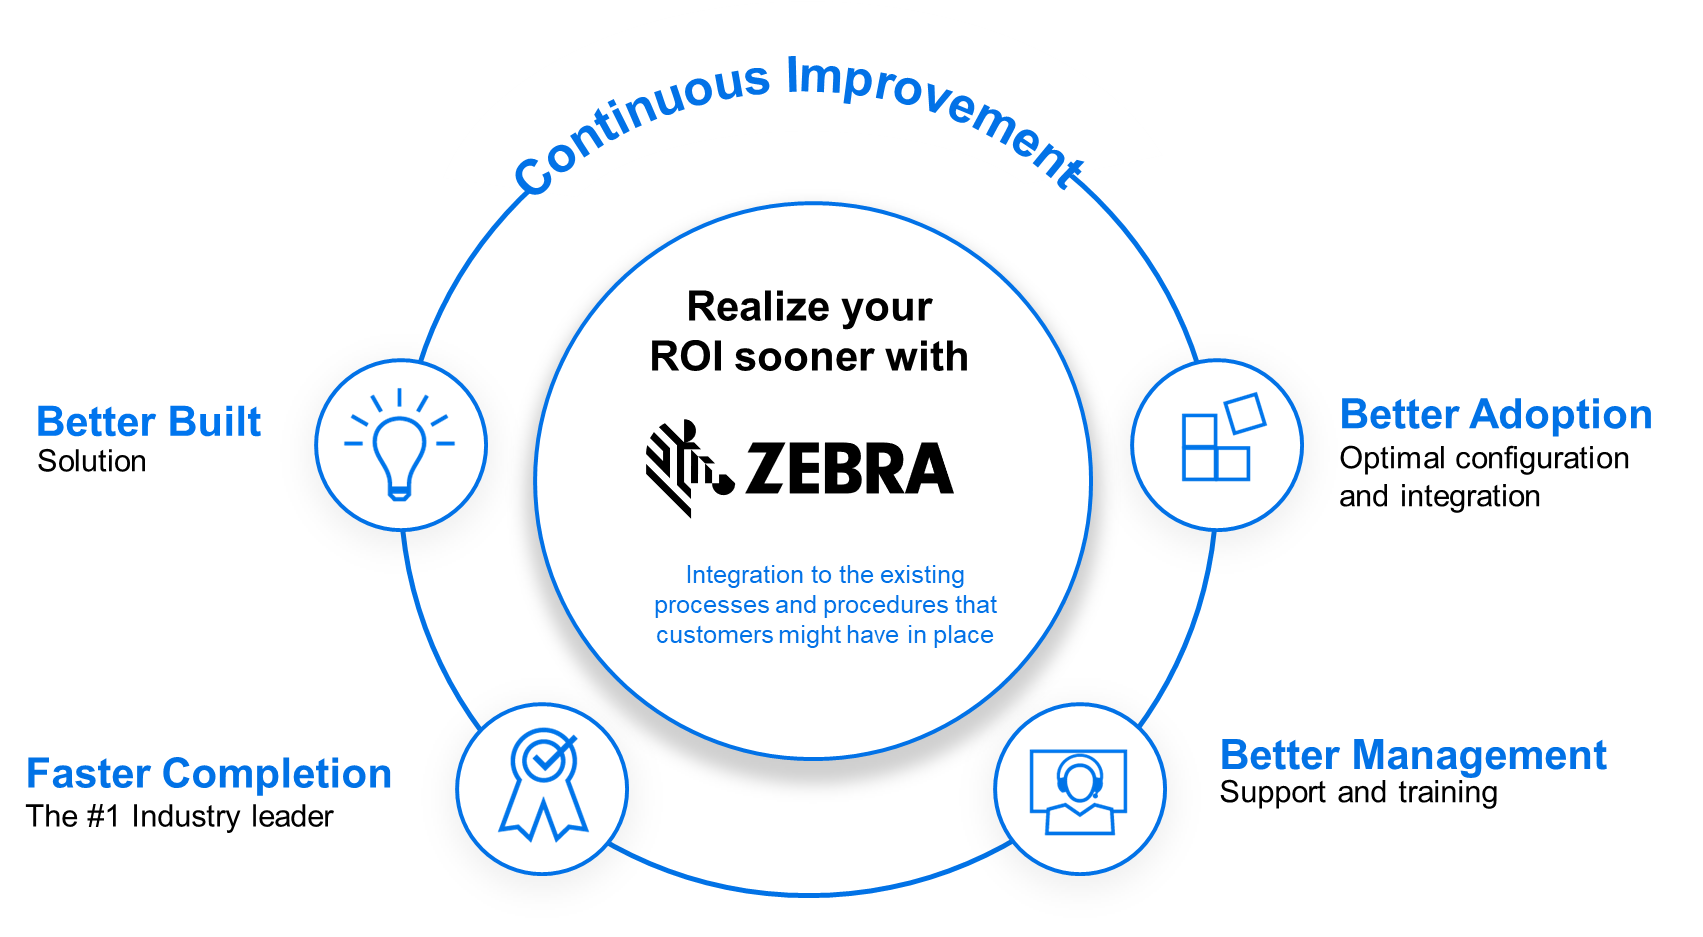 Continuous Improvement
Realize your
ROI sooner with
ZEBRA
Integration to the existing
processes and procedures that
customers might have in place
Better Built
Solution
Better Adoption
Optimal configuration
and integration
Faster Completion
The #1 Industry leader
Better Management
Support and training